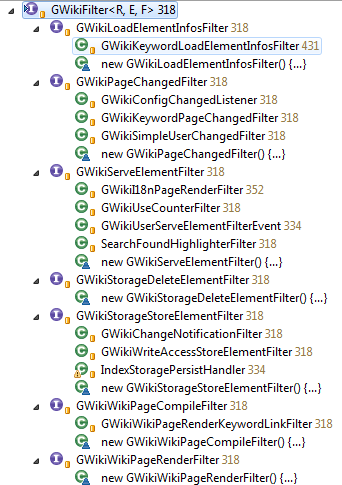 GWikiFilter<R, E, F> 318
GWikiLoadElementInfosFilter 318
GWikiKeywordLoadElementInfosFilter 431
new GWikiLoadElementInfosFilter() {...}
GWikiPageChangedFilter 318
GWikiConfigChangedListener 318
GWikiKeywordPageChangedFilter 318
GWikiSimpleUserChangedFilter 318
new GWikiPageChangedFilter() {...}
GWikiServeElementFilter 318
GWikiI18nPageRenderFilter 352
GWikiUseCounterFilter 318
GWikiUserServeElementFilterEvent 334
SearchFoundHighlighterFilter 318
new GWikiServeElementFilter() {...}
GWikiStorageDeleteElementFilter 318
new GWikiStorageDeleteElementFilter() {...}
GWikiStorageStoreElementFilter 318
GWikiChangeNotificationFilter 318
GWikiWriteAccessStoreElementFilter 318
IndexStoragePersistHandler 334
new GWikiStorageStoreElementFilter() {...}
GWikiWikiPageCompileFilter 318
GWikiWikiPageRenderKeywordLinkFilter 318
new GWikiWikiPageCompileFilter() {...}
GWikiWikiPageRenderFilter 318
new GWikiWikiPageRenderFilter() {...}